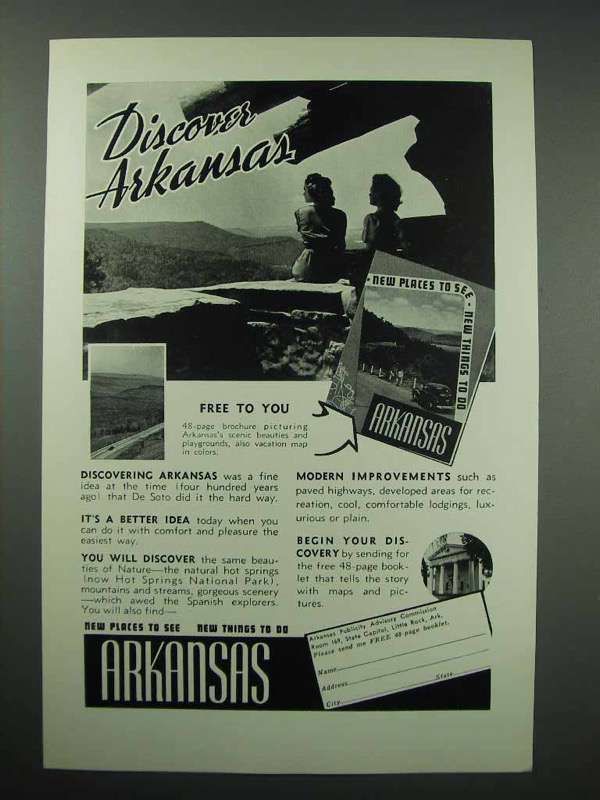 Discover
Arkansas
NEW PLACES TO SEE - NEW THINGS TO DO
ARKANSAS
FREE TO YOU
48-page brochure picturing
Arkansas's scenic beauties and
playgrounds, also vacation map
in colors.
DISCOVERING ARKANSAS was a fine
idea at the time (four hundred years
ago) that De Soto did it the hard way.
IT'S A BETTER IDEA today when you
can do it with comfort and pleasure the
easiest way.
YOU WILL DISCOVER the same beau-
ties of Nature—the natural hot springs
(now Hot Springs National Park),
mountains and streams, gorgeous scenery
—which awed the Spanish explorers.
You will also find—
MODERN IMPROVEMENTS such as
paved highways, developed areas for rec-
reation, cool, comfortable lodgings, lux-
urious or plain.
BEGIN YOUR DIS-
COVERY by sending for
the free 48-page book-
let that tells the story
with maps and pic-
tures.
NEW PLACES TO SEE NEW THINGS TO DO
ARKANSAS
Arkansas Publicity Advisory Commission
Room 169, State Capitol, Little Rock, Ark.
Please send me FREE 48-page booklet.
Name
Address
City State